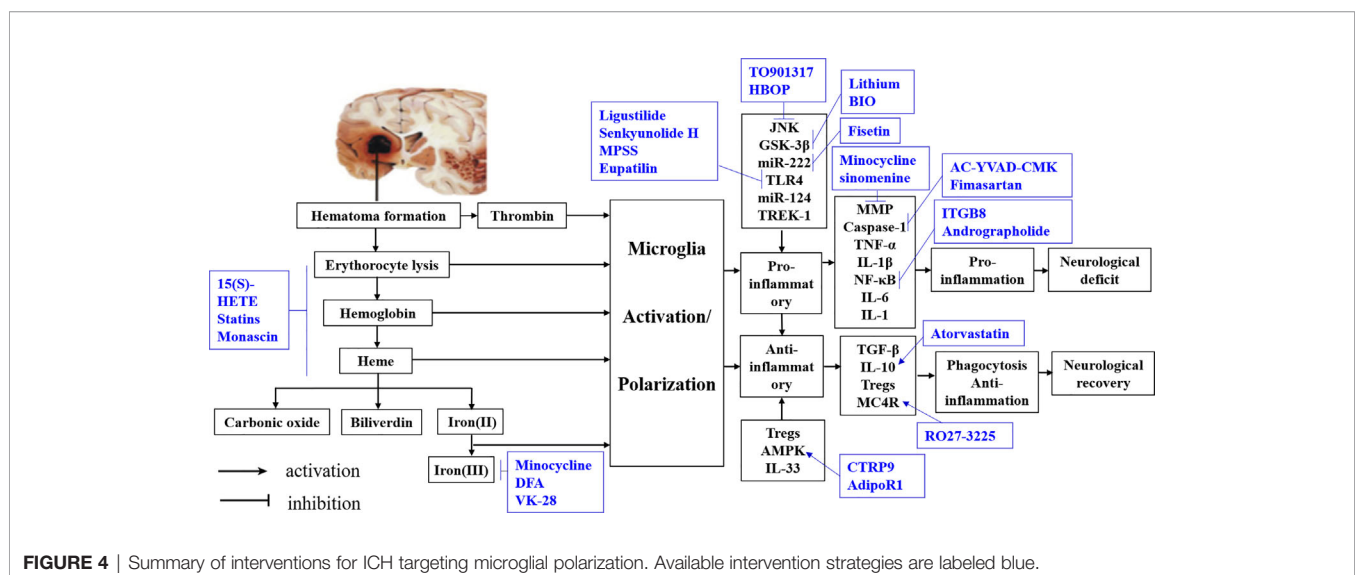 TO901317
HBOP
Lithium
BIO
Ligustilide
Senkyunolide H
MPSS
Eupatilin
Fisetin
JNK
GSK-3β
miR-222
TLR4
miR-124
TREK-1
Minocycline
sinomenine
AC-YVAD-CMK
Fimasartan
ITGB8
Andrographolide
Hematoma formation
Thrombin
Erythorocyte lysis
Hemoglobin
Heme
15(S)-
HETE
Statins
Monascin
Carbonic oxide
Biliverdin
Iron(II)
Iron(III)
Minocycline
DFA
VK-28
Microglia
Activation/
Polarization
Pro-
inflammat
ory
Anti-
inflammat
ory
MMP
Caspase-1
TNF-α
IL-1β
NF-κB
IL-6
IL-1
Pro-
inflammation
Neurological
deficit
Atorvastatin
TGF-β
IL-10
Tregs
MC4R
Phagocytosis
Anti-
inflammation
Neurological
recovery
RO27-3225
Tregs
AMPK
IL-33
CTRP9
AdipoR1
activation
inhibition
FIGURE 4 | Summary of interventions for ICH targeting microglial polarization. Available intervention strategies are labeled blue.